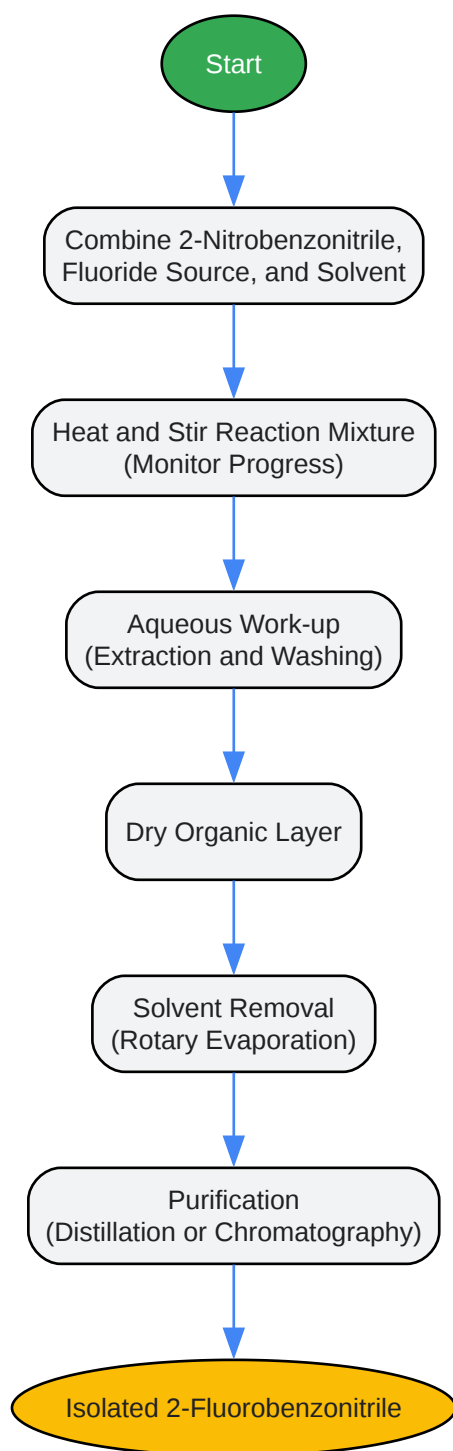 Start
Combine 2-Nitrobenzonitrile,
Fluoride Source, and Solvent
Heat and Stir Reaction Mixture
(Monitor Progress)
Aqueous Work-up
(Extraction and Washing)
Dry Organic Layer
Solvent Removal
(Rotary Evaporation)
Purification
(Distillation or Chromatography)
Isolated 2-Fluorobenzonitrile